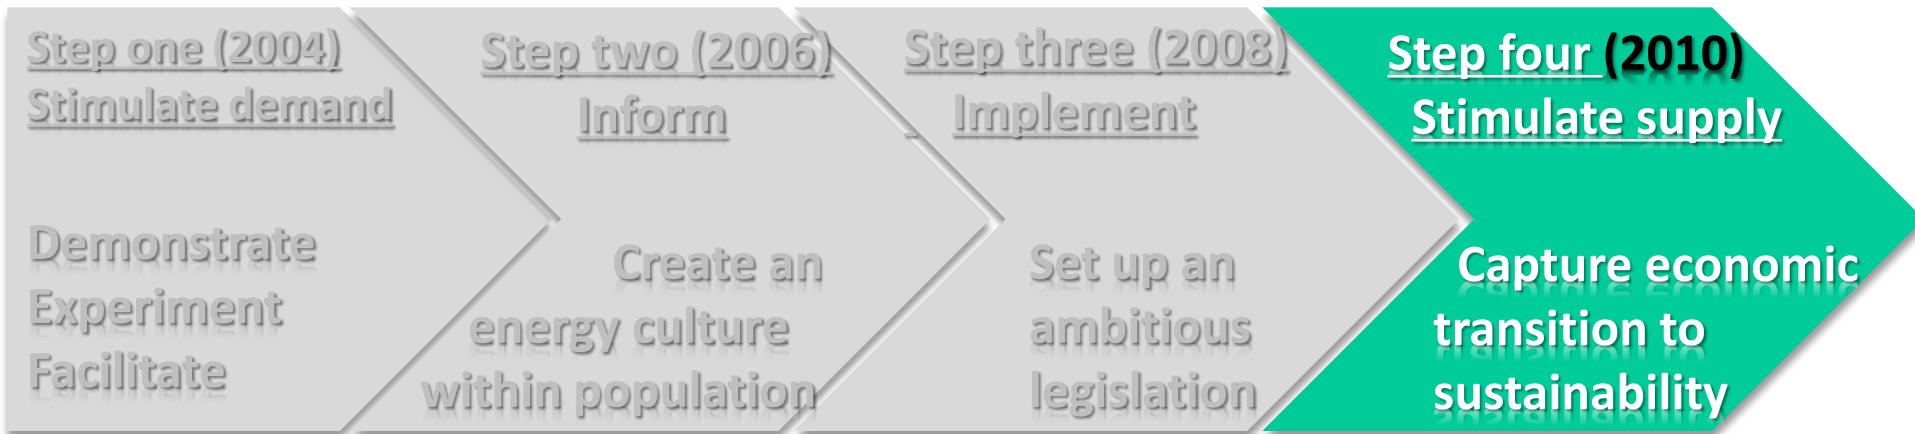 Step one (2004)
Stimulate demand
Demonstrate
Experiment
Facilitate
Step two (2006)
Inform
Create an
energy culture
within population
Step three (2008)
Implement
Set up an
ambitious
legislation
Step four (2010)
Stimulate supply
Capture economic
transition to
sustainability